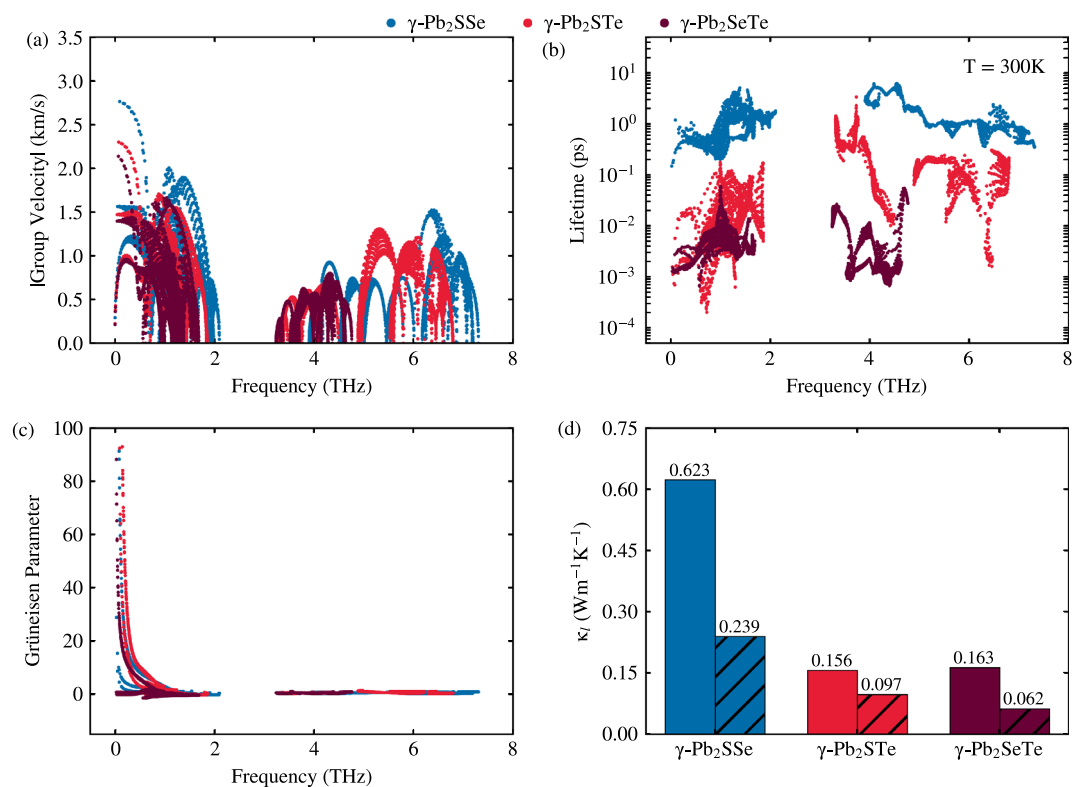 γ-Pb₂SSe γ-Pb₂STe γ-Pb₂SeTe
(a)
3.5
3.0
2.5
2.0
1.5
1.0
0.5
0.0
|Group Velocity| (km/s)
0 2 4 6 8
Frequency (THz)
(b)
T = 300K
10¹
10⁰
10⁻¹
10⁻²
10⁻³
10⁻⁴
Lifetime (ps)
0 2 4 6 8
Frequency (THz)
(c)
100
80
60
40
20
0
Grüneisen Parameter
0 2 4 6 8
Frequency (THz)
(d)
0.75
0.60
0.45
0.30
0.15
0.00
κₗ (Wm⁻¹K⁻¹)
0.623
0.239
0.156
0.097
0.163
0.062
γ-Pb₂SSe γ-Pb₂STe γ-Pb₂SeTe